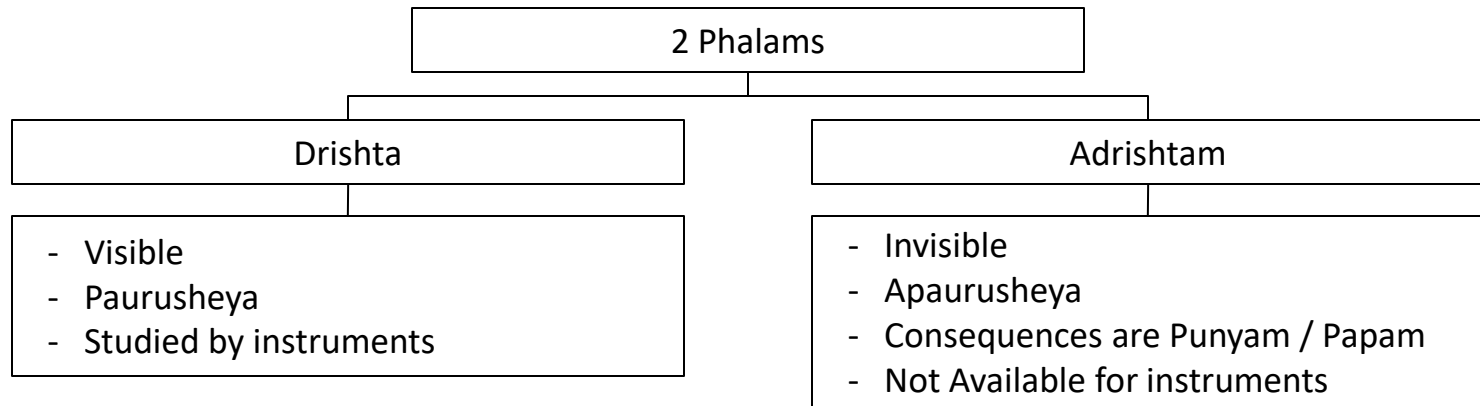 2 Phalams
Drishta
- Visible
- Paurusheya
- Studied by instruments
Adrishtam
- Invisible
- Apaurusheya
- Consequences are Punyam / Papam
- Not Available for instruments